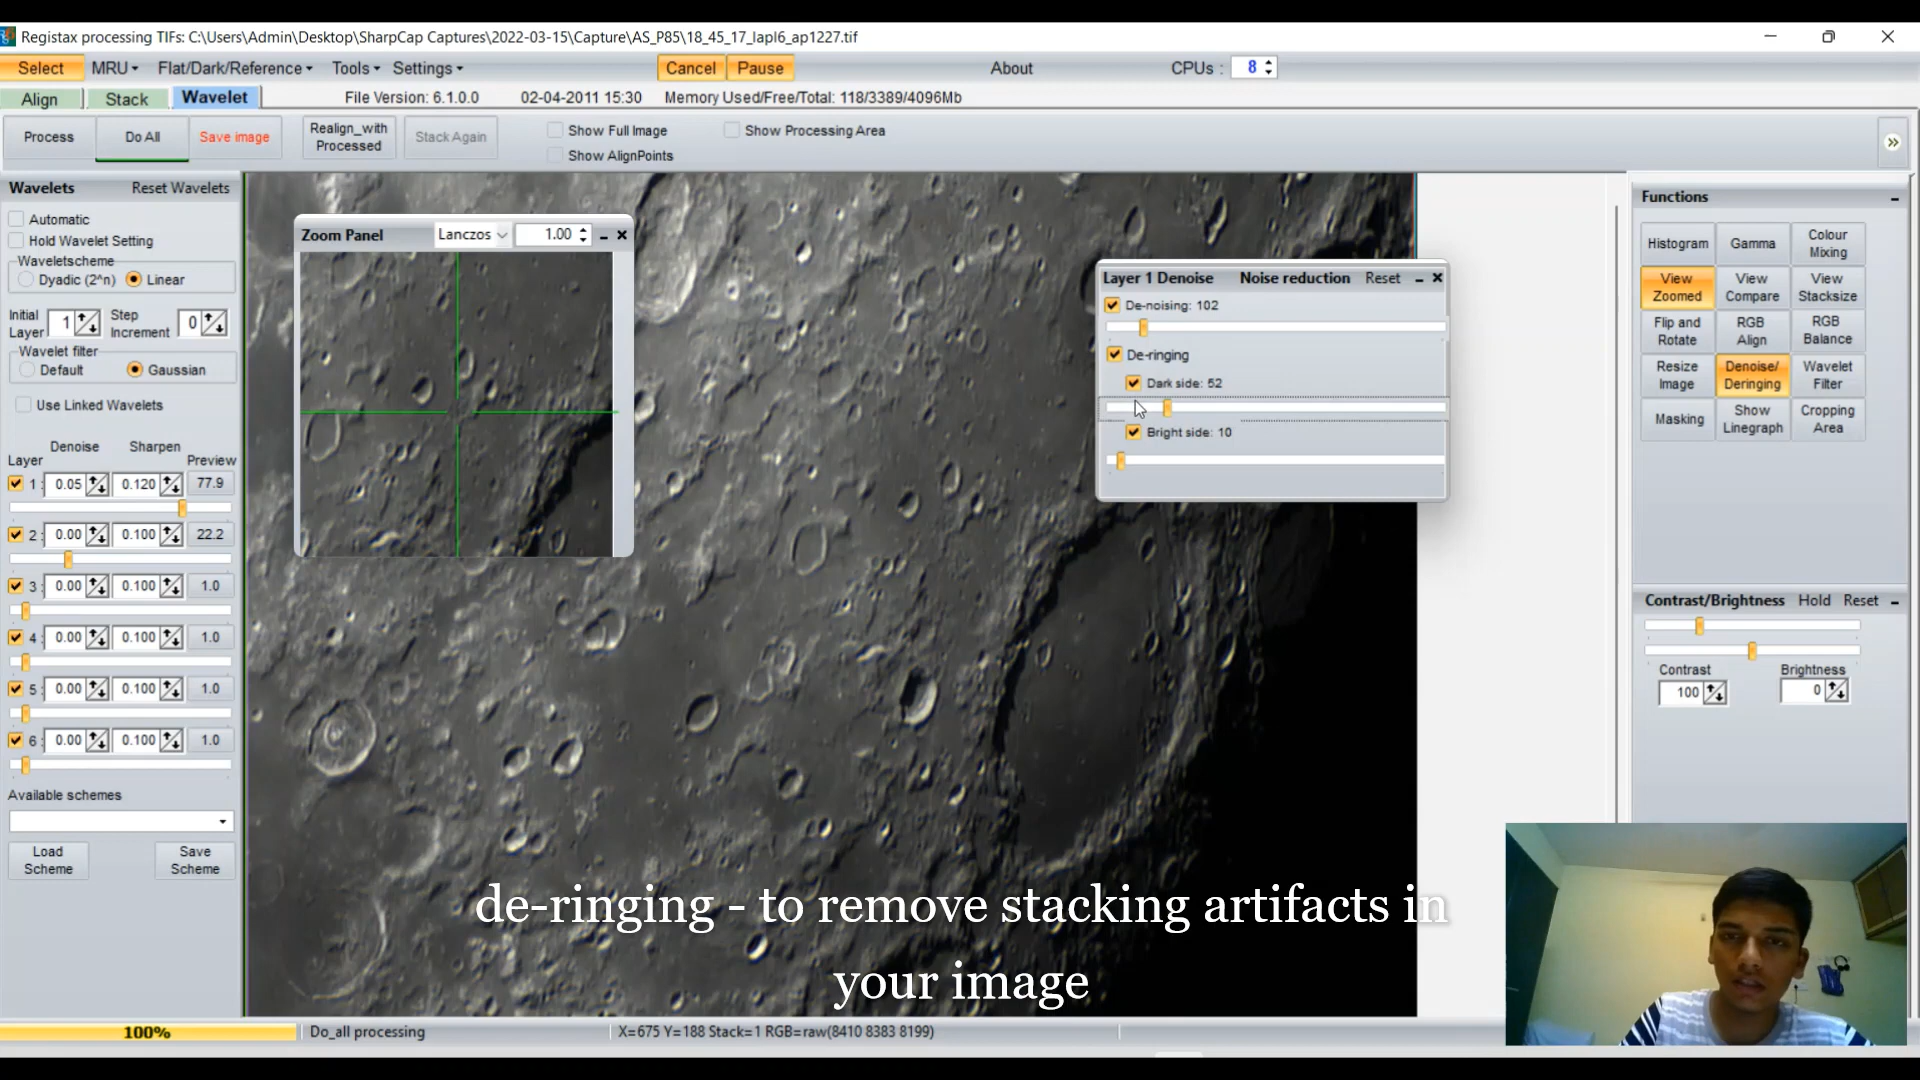 Registax processing TIFs: C:\Users\Admin\Desktop\SharpCap Captures\2022-03-15\Capture\AS_P85\18_45_17_lapl6_ap1227.tif
Select MRU Flat/Dark/Reference Tools Settings Cancel Pause About CPUs : 8
Align Stack Wavelet File Version: 6.1.0.0 02-04-2011 15:30 Memory Used/Free/Total: 118/3389/4096Mb
Process Do All Save image Realign_with Processed Stack Again
Show Full Image Show Processing Area
Show AlignPoints
Wavelets Reset Wavelets
Automatic
Hold Wavelet Setting
Waveletscheme
Dyadic (2^n) Linear
Initial Layer 1 Step Increment 0
Wavelet filter
Default Gaussian
Use Linked Wavelets
Denoise Sharpen
Layer Preview
1 : 0.05 0.120 77.9
2 : 0.00 0.100 22.2
3 : 0.00 0.100 1.0
4 : 0.00 0.100 1.0
5 : 0.00 0.100 1.0
6 : 0.00 0.100 1.0
Available schemes
Load Scheme Save Scheme
Zoom Panel Lanczos 1.00
Layer 1 Denoise Noise reduction Reset
De-noising: 102
De-ringing
Dark side: 52
Bright side: 10
Functions
Histogram Gamma Colour Mixing
View Zoomed View Compare View Stacksize
Flip and Rotate RGB Align RGB Balance
Resize Image Denoise/ Deringing Wavelet Filter
Masking Show Linegraph Cropping Area
Contrast/Brightness Hold Reset
Contrast Brightness
100 0
de-ringing - to remove stacking artifacts in
your image
100% Do_all processing X=675 Y=188 Stack=1 RGB=raw(8410 8383 8199)